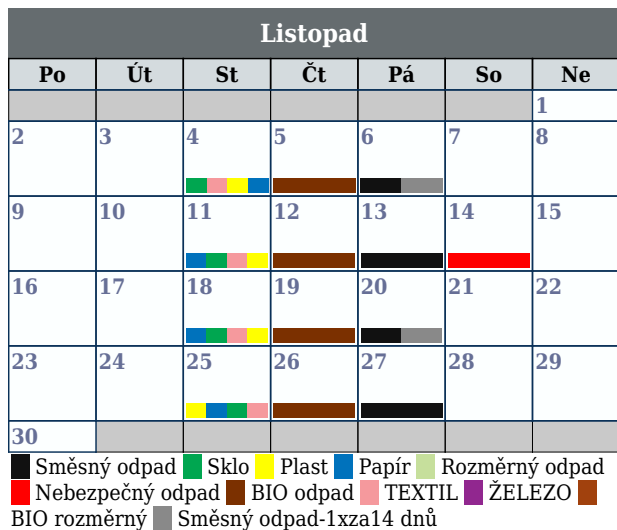 Listopad
Po Út St Čt Pá So Ne
1
2 3 4 5 6 7 8
9 10 11 12 13 14 15
16 17 18 19 20 21 22
23 24 25 26 27 28 29
30
Směsný odpad Sklo Plast Papír Rozměrný odpad
Nebezpečný odpad BIO odpad TEXTIL ŽELEZO
BIO rozměrný Směsný odpad-1xza14 dnů